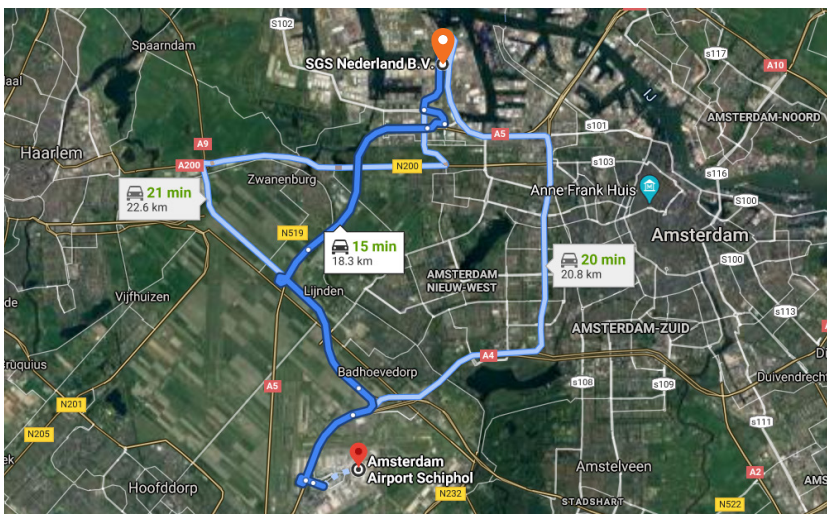 S102
Spaarndam
SGS Nederland B.V.
s117
A10
IJ
AMSTERDAM-NOORD
A9
A5
s101
Haarlem
A200
N200
s103
s116
Zwanenburg
Anne Frank Huis
21 min
22.6 km
S100
N519
15 min
18.3 km
Amsterdam
20 min
20.8 km
S100
AMSTERDAM
NIEUW-WEST
Lijnden
Vijfhuizen
s113
AMSTERDAM-ZUID
A4
Badhoevedorp
A5
s108
s109
Duivendrecht
N201
s111
N205
Amsterdam
Airport Schiphol
Amstelveen
A2
Hoofddorp
N232
STADSHART
N522